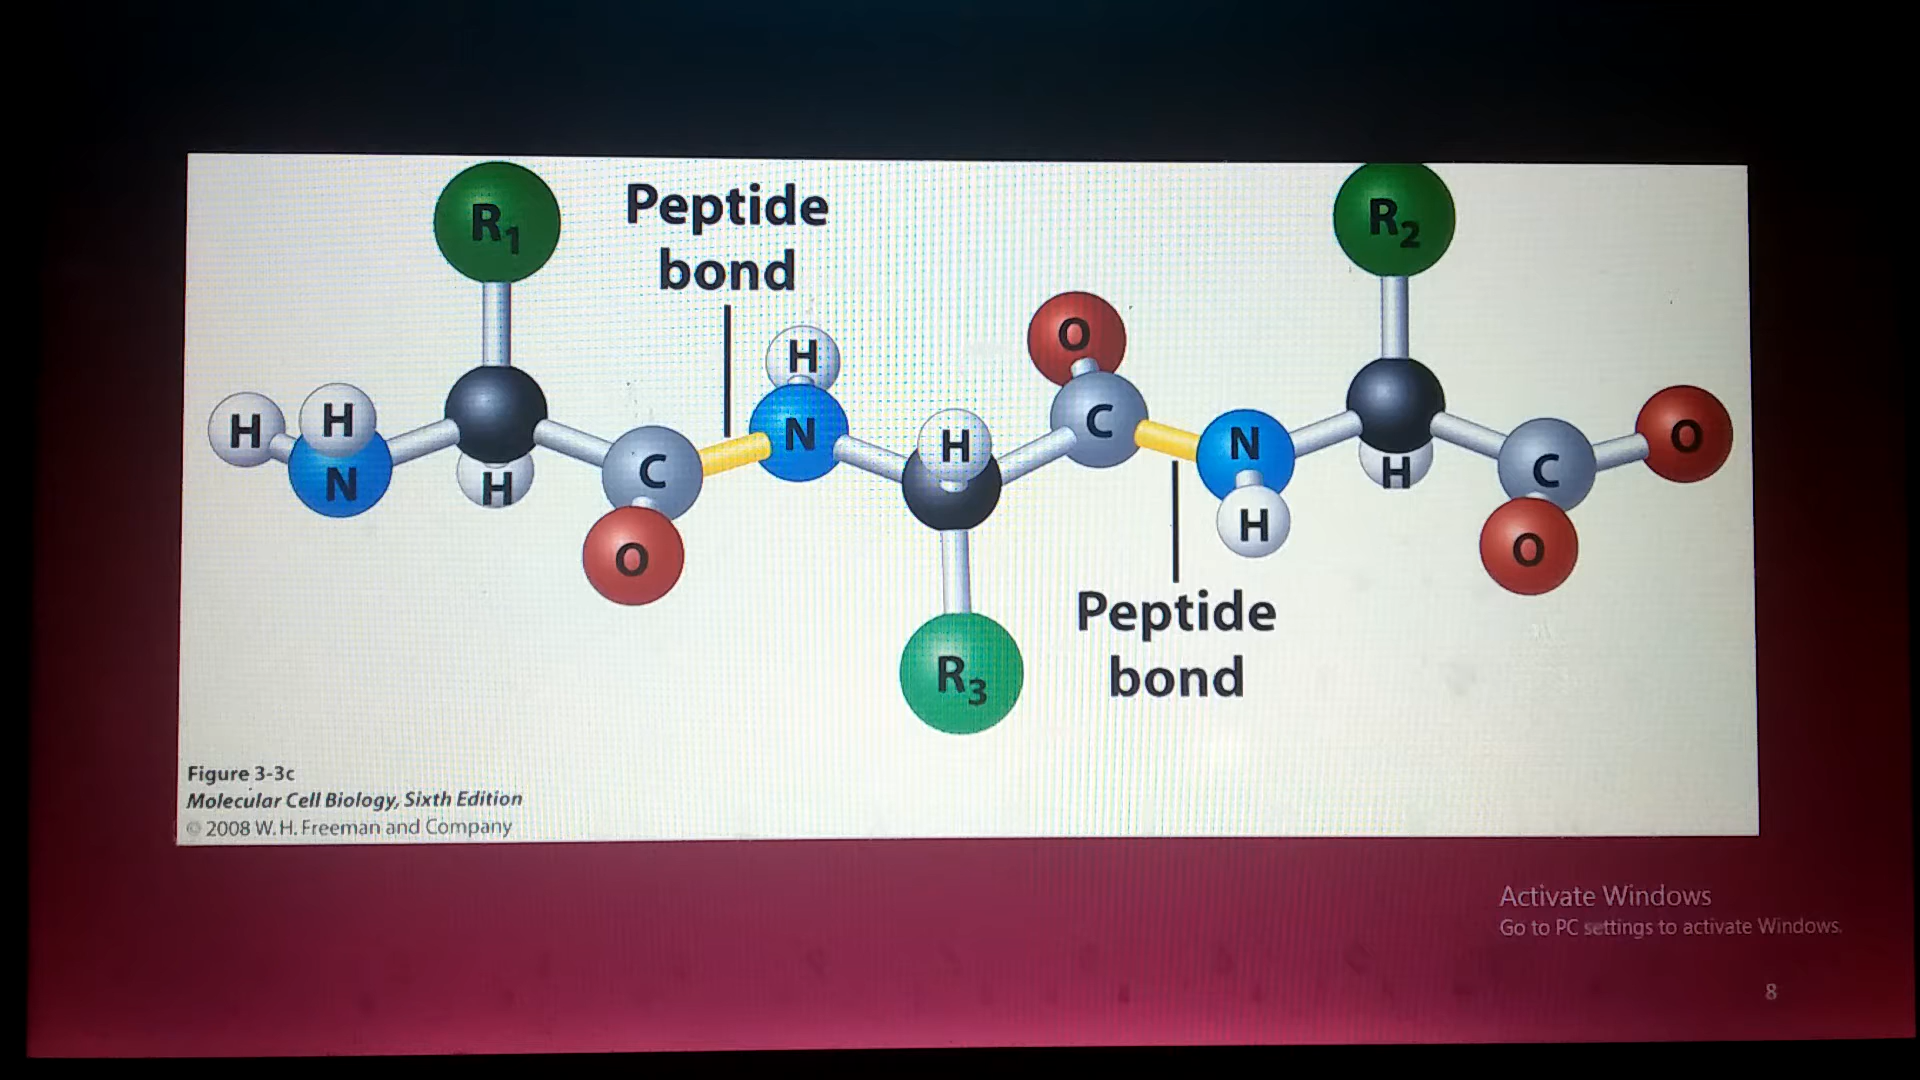 R1
Peptide
bond
R2
H
O
H
H
H
C
N
H
C
N
O
N
H
C
N
H
H
C
O
H
O
R3
Peptide
bond
Figure 3-3c
Molecular Cell Biology, Sixth Edition
© 2008 W. H. Freeman and Company
Activate Windows
Go to PC settings to activate Windows.
8